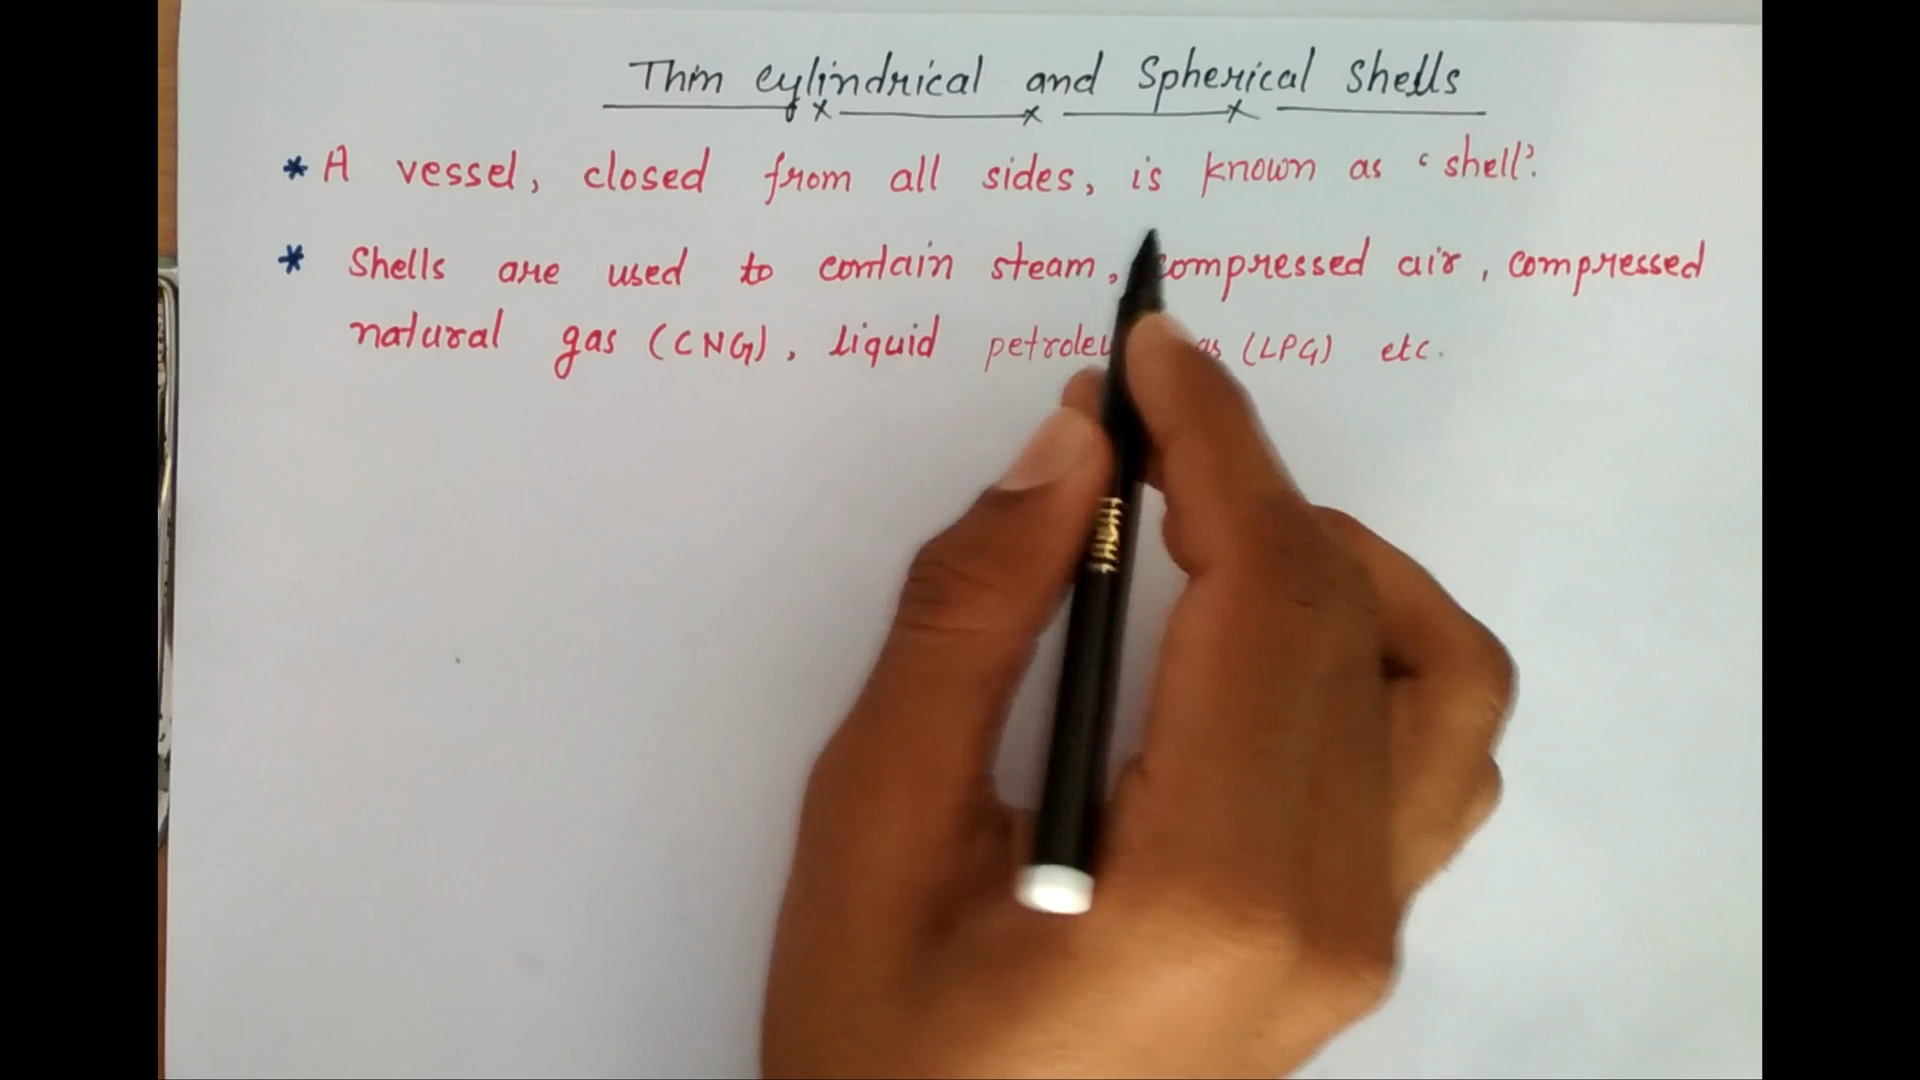 Thin cylindrical and Spherical Shells
* A vessel, closed from all sides, is known as 'shell'.
* Shells are used to contain steam, compressed air, compressed
natural gas (CNG), liquid (LPG) etc.